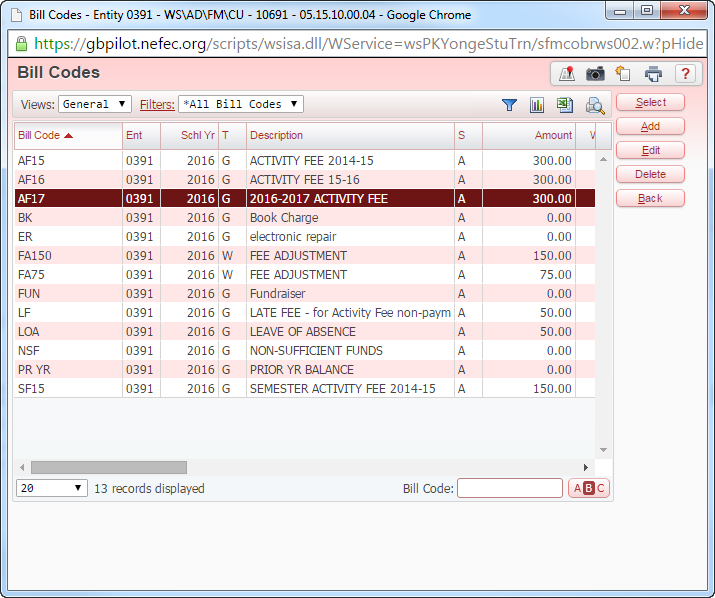 Bill Codes - Entity 0391 - WS\AD\FM\CU - 10691 - 05.15.10.00.04 - Google Chrome
https://gbpilot.nefec.org/scripts/wsisa.dll/WService=wsPKYongeStuTrn/sfmcobrws002.w?pHide
Bill Codes
?
Views: General Filters: *All Bill Codes
Select
Add
Edit
Delete
Back
Bill Code Ent Schl Yr T Description S Amount W
AF15 0391 2016 G ACTIVITY FEE 2014-15 A 300.00
AF16 0391 2016 G ACTIVITY FEE 15-16 A 300.00
AF17 0391 2016 G 2016-2017 ACTIVITY FEE A 300.00
BK 0391 2016 G Book Charge A 0.00
ER 0391 2016 G electronic repair A 0.00
FA150 0391 2016 W FEE ADJUSTMENT A 150.00
FA75 0391 2016 W FEE ADJUSTMENT A 75.00
FUN 0391 2016 G Fundraiser A 0.00
LF 0391 2016 G LATE FEE - for Activity Fee non-paym A 50.00
LOA 0391 2016 G LEAVE OF ABSENCE A 50.00
NSF 0391 2016 G NON-SUFFICIENT FUNDS A 0.00
PR YR 0391 2016 G PRIOR YR BALANCE A 0.00
SF15 0391 2016 G SEMESTER ACTIVITY FEE 2014-15 A 150.00
20 13 records displayed Bill Code: A B C